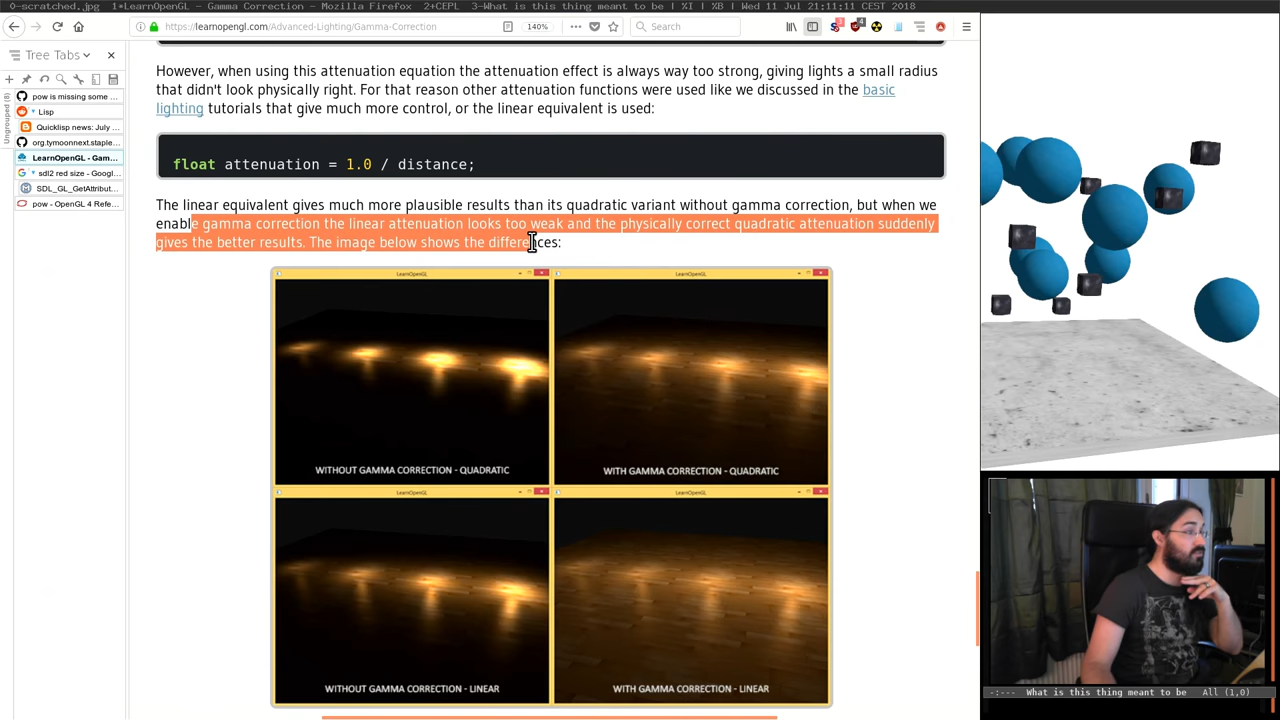 0-scratched..jpg 1*LearnOpenGL - Gamma Correction - Mozilla Firefox 2+CEPL 3-What is this thing meant to be | %I | %B | Wed 11 Jul 21:11:11 CEST 2018
https://learnopengl.com/Advanced-Lighting/Gamma-Correction
140%
Search
Tree Tabs
Ungrouped (8)
pow is missing some ...
Lisp
Quicklisp news: July ...
org.tymoonnext.staple...
LearnOpenGL - Gam...
sdl2 red size - Googl...
SDL_GL_GetAttribut...
pow - OpenGL 4 Refe...
However, when using this attenuation equation the attenuation effect is always way too strong, giving lights a small radius
that didn't look physically right. For that reason other attenuation functions were used like we discussed in the basic
lighting tutorials that give much more control, or the linear equivalent is used:
float attenuation = 1.0 / distance;
The linear equivalent gives much more plausible results than its quadratic variant without gamma correction, but when we
enable gamma correction the linear attenuation looks too weak and the physically correct quadratic attenuation suddenly
gives the better results. The image below shows the differences:
LearnOpenGL
LearnOpenGL
WITHOUT GAMMA CORRECTION - QUADRATIC
WITH GAMMA CORRECTION - QUADRATIC
LearnOpenGL
LearnOpenGL
WITHOUT GAMMA CORRECTION - LINEAR
WITH GAMMA CORRECTION - LINEAR
-:--- What is this thing meant to be All (1,0)